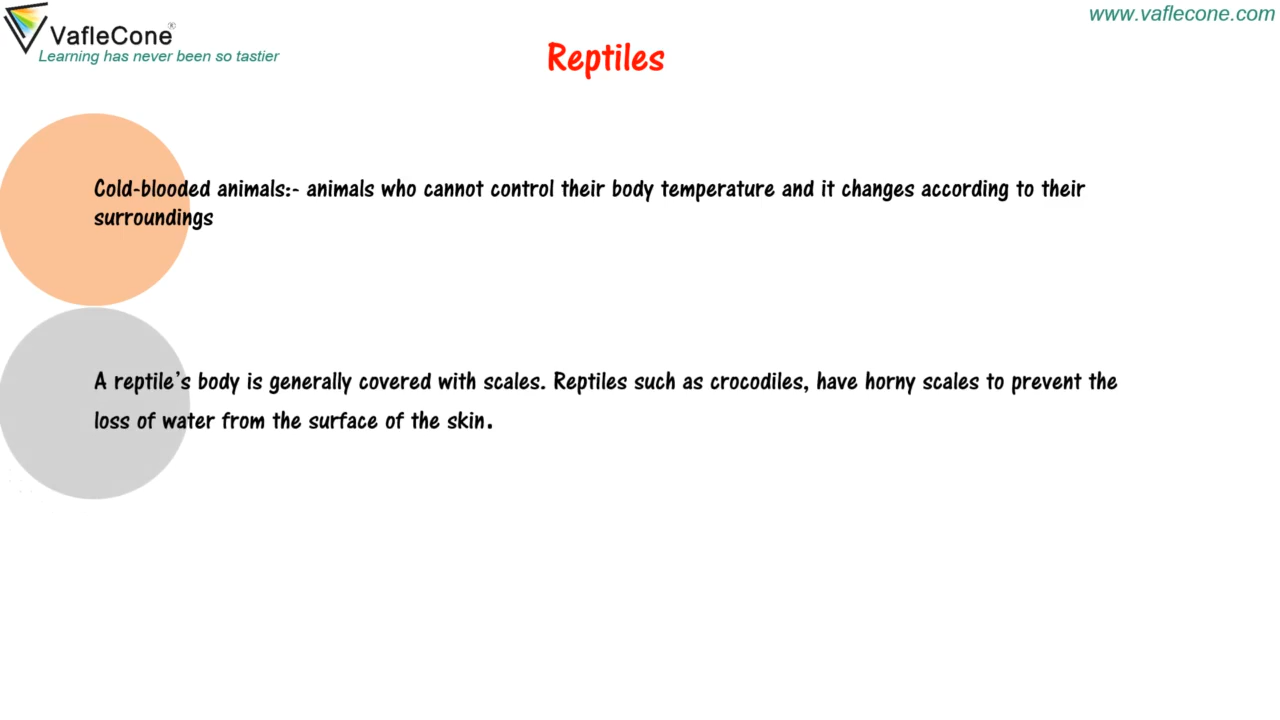 VafleCone®
Learning has never been so tastier
www.vaflecone.com
Reptiles
Cold-blooded animals:- animals who cannot control their body temperature and it changes according to their
surroundings
A reptile's body is generally covered with scales. Reptiles such as crocodiles, have horny scales to prevent the
loss of water from the surface of the skin.